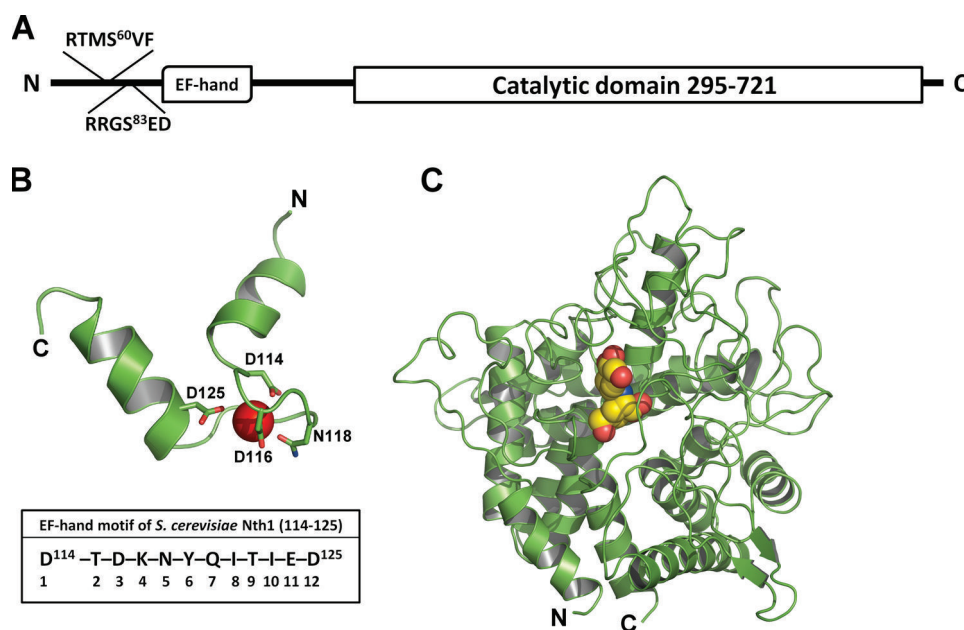 A
RTMS⁶⁰VF
N
EF-hand
Catalytic domain 295-721
C
RRGS⁸³ED
B
N
C
D114
D125
D116
N118
EF-hand motif of S. cerevisiae Nth1 (114-125)
D¹¹⁴–T–D–K–N–Y–Q–I–T–I–E–D¹²⁵
1 2 3 4 5 6 7 8 9 10 11 12
C
N
C